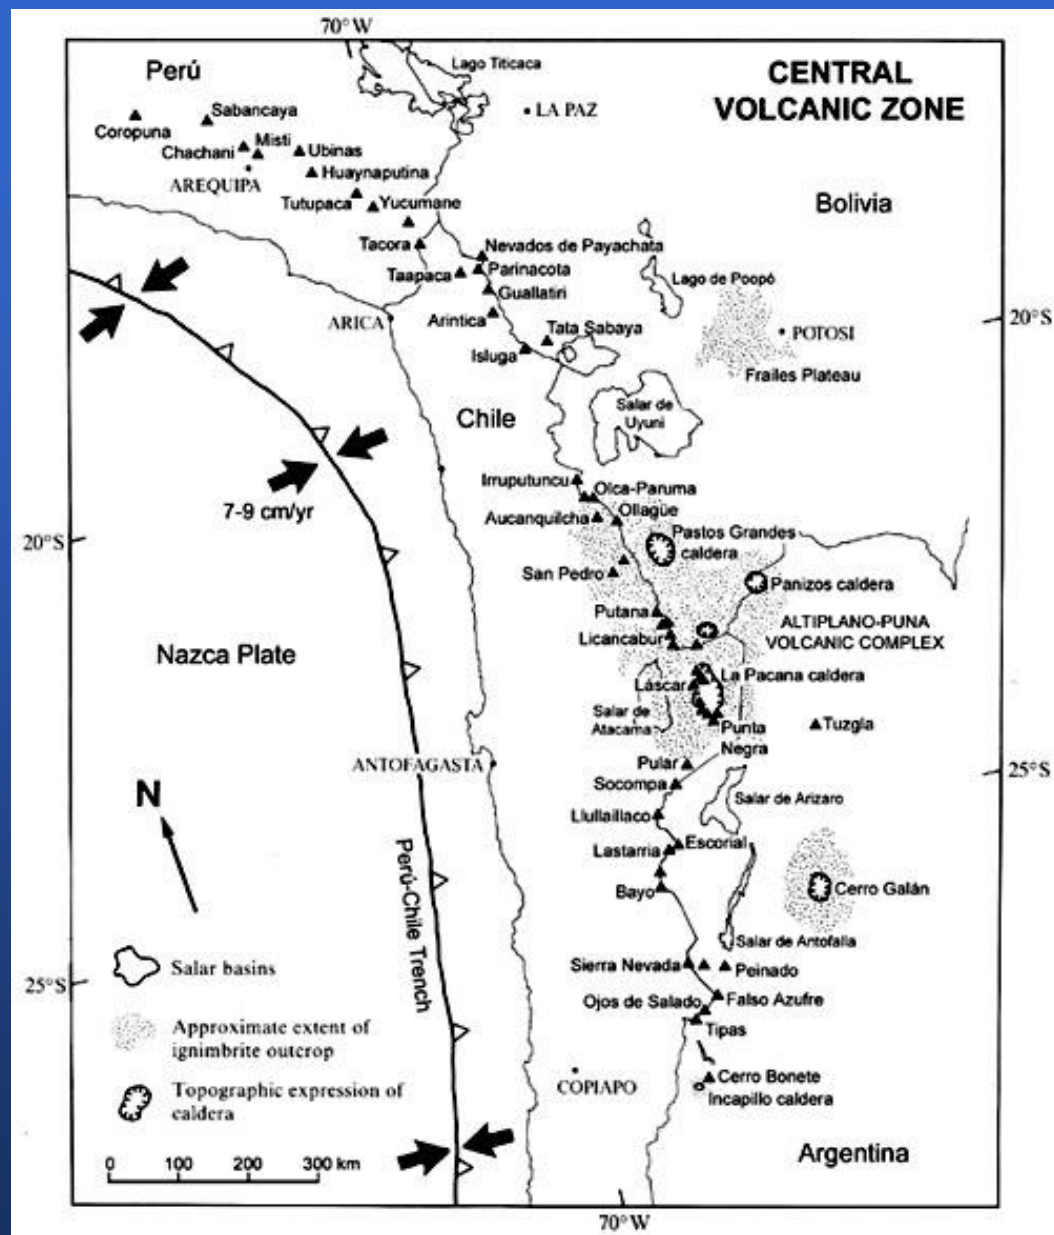 70°W
Perú
Lago Titicaca
CENTRAL
VOLCANIC ZONE
Sabancaya
LA PAZ
Coropuna
Misti
Chachani
Ubinas
Huaynaputina
AREQUIPA
Tutupaca
Yucumane
Bolivia
Tacora
Nevados de Payachata
Taapaca
Parinacota
Lago de Poopó
Guallatiri
ARICA
Arintica
Tata Sabaya
20°S
POTOSI
Isluga
Frailes Plateau
Chile
Salar de
Uyuni
Irruputuncu
Olca-Paruma
7-9 cm/yr
Aucanquilcha
Ollagüe
Pastos Grandes
caldera
20°S
San Pedro
Panizos caldera
Putana
ALTIPLANO-PUNA
VOLCANIC COMPLEX
Licancabur
Nazca Plate
La Pacana caldera
Láscar
Salar de
Atacama
Punta
Negra
Tuzgla
ANTOFAGASTA
Pular
25°S
Socompa
N
Salar de Arizaro
Llullaillaco
Escorial
Lastarria
Perú-Chile Trench
Bayo
Cerro Galán
Salar de Antofalla
Salar basins
Sierra Nevada
Peinado
25°S
Ojos de Salado
Falso Azufre
Approximate extent of
ignimbrite outcrop
Tipas
Topographic expression of
caldera
COPIAPO
Cerro Bonete
Incapillo caldera
Argentina
0 100 200 300 km
70°W